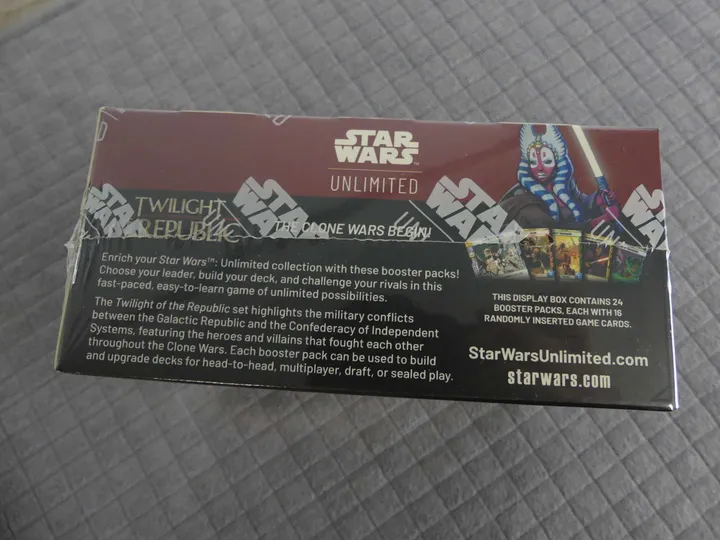 STAR
WARS™
UNLIMITED
TWILIGHT
REPUBLIC
THE CLONE WARS BEGIN!
Enrich your Star Wars™: Unlimited collection with these booster packs!
Choose your leader, build your deck, and challenge your rivals in this
fast-paced, easy-to-learn game of unlimited possibilities.
The Twilight of the Republic set highlights the military conflicts
between the Galactic Republic and the Confederacy of Independent
Systems, featuring the heroes and villains that fought each other
throughout the Clone Wars. Each booster pack can be used to build
and upgrade decks for head-to-head, multiplayer, draft, or sealed play.
THIS DISPLAY BOX CONTAINS 24
BOOSTER PACKS, EACH WITH 16
RANDOMLY INSERTED GAME CARDS.
StarWarsUnlimited.com
starwars.com